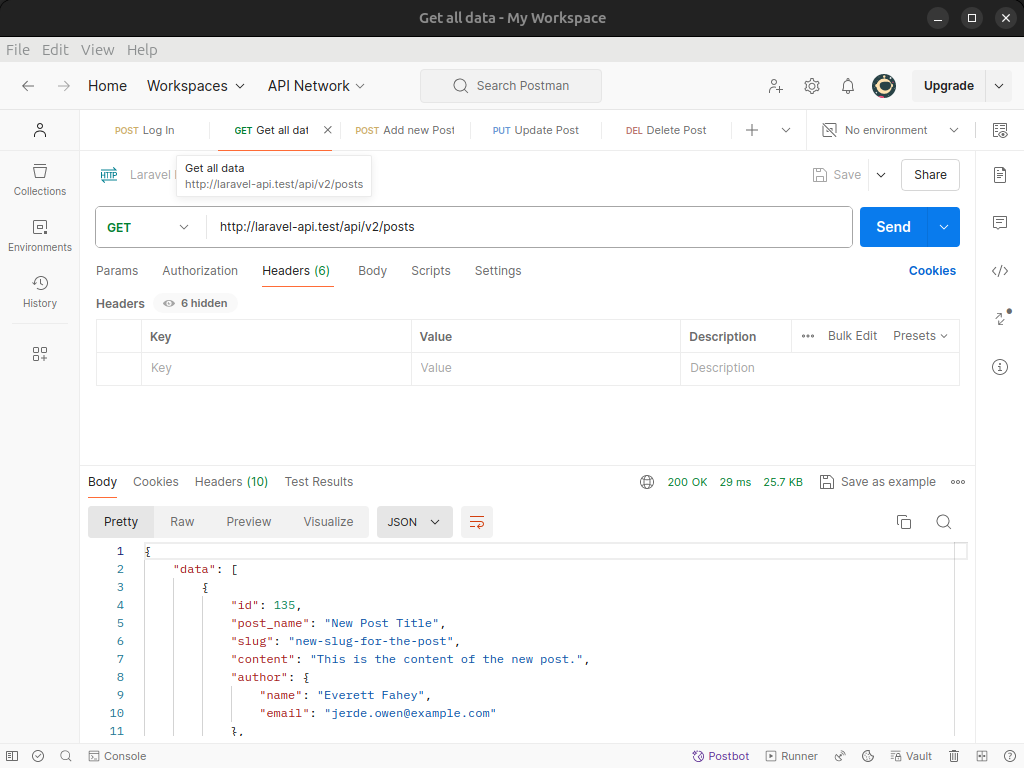 Get all data - My Workspace
File Edit View Help
Home Workspaces API Network Search Postman Upgrade
POST Log In GET Get all dat POST Add new Post PUT Update Post DEL Delete Post No environment
Get all data
http://laravel-api.test/api/v2/posts
HTTP Laravel Save Share
Collections
GET http://laravel-api.test/api/v2/posts Send
Environments
Params Authorization Headers (6) Body Scripts Settings Cookies
History
Headers 6 hidden
Key Value Description Bulk Edit Presets
Key Value Description
Body Cookies Headers (10) Test Results 200 OK 29 ms 25.7 KB Save as example
Pretty Raw Preview Visualize JSON
1 {
2 "data": [
3 {
4 "id": 135,
5 "post_name": "New Post Title",
6 "slug": "new-slug-for-the-post",
7 "content": "This is the content of the new post.",
8 "author": {
9 "name": "Everett Fahey",
10 "email": "jerde.owen@example.com"
11 },
Console Postbot Runner Vault